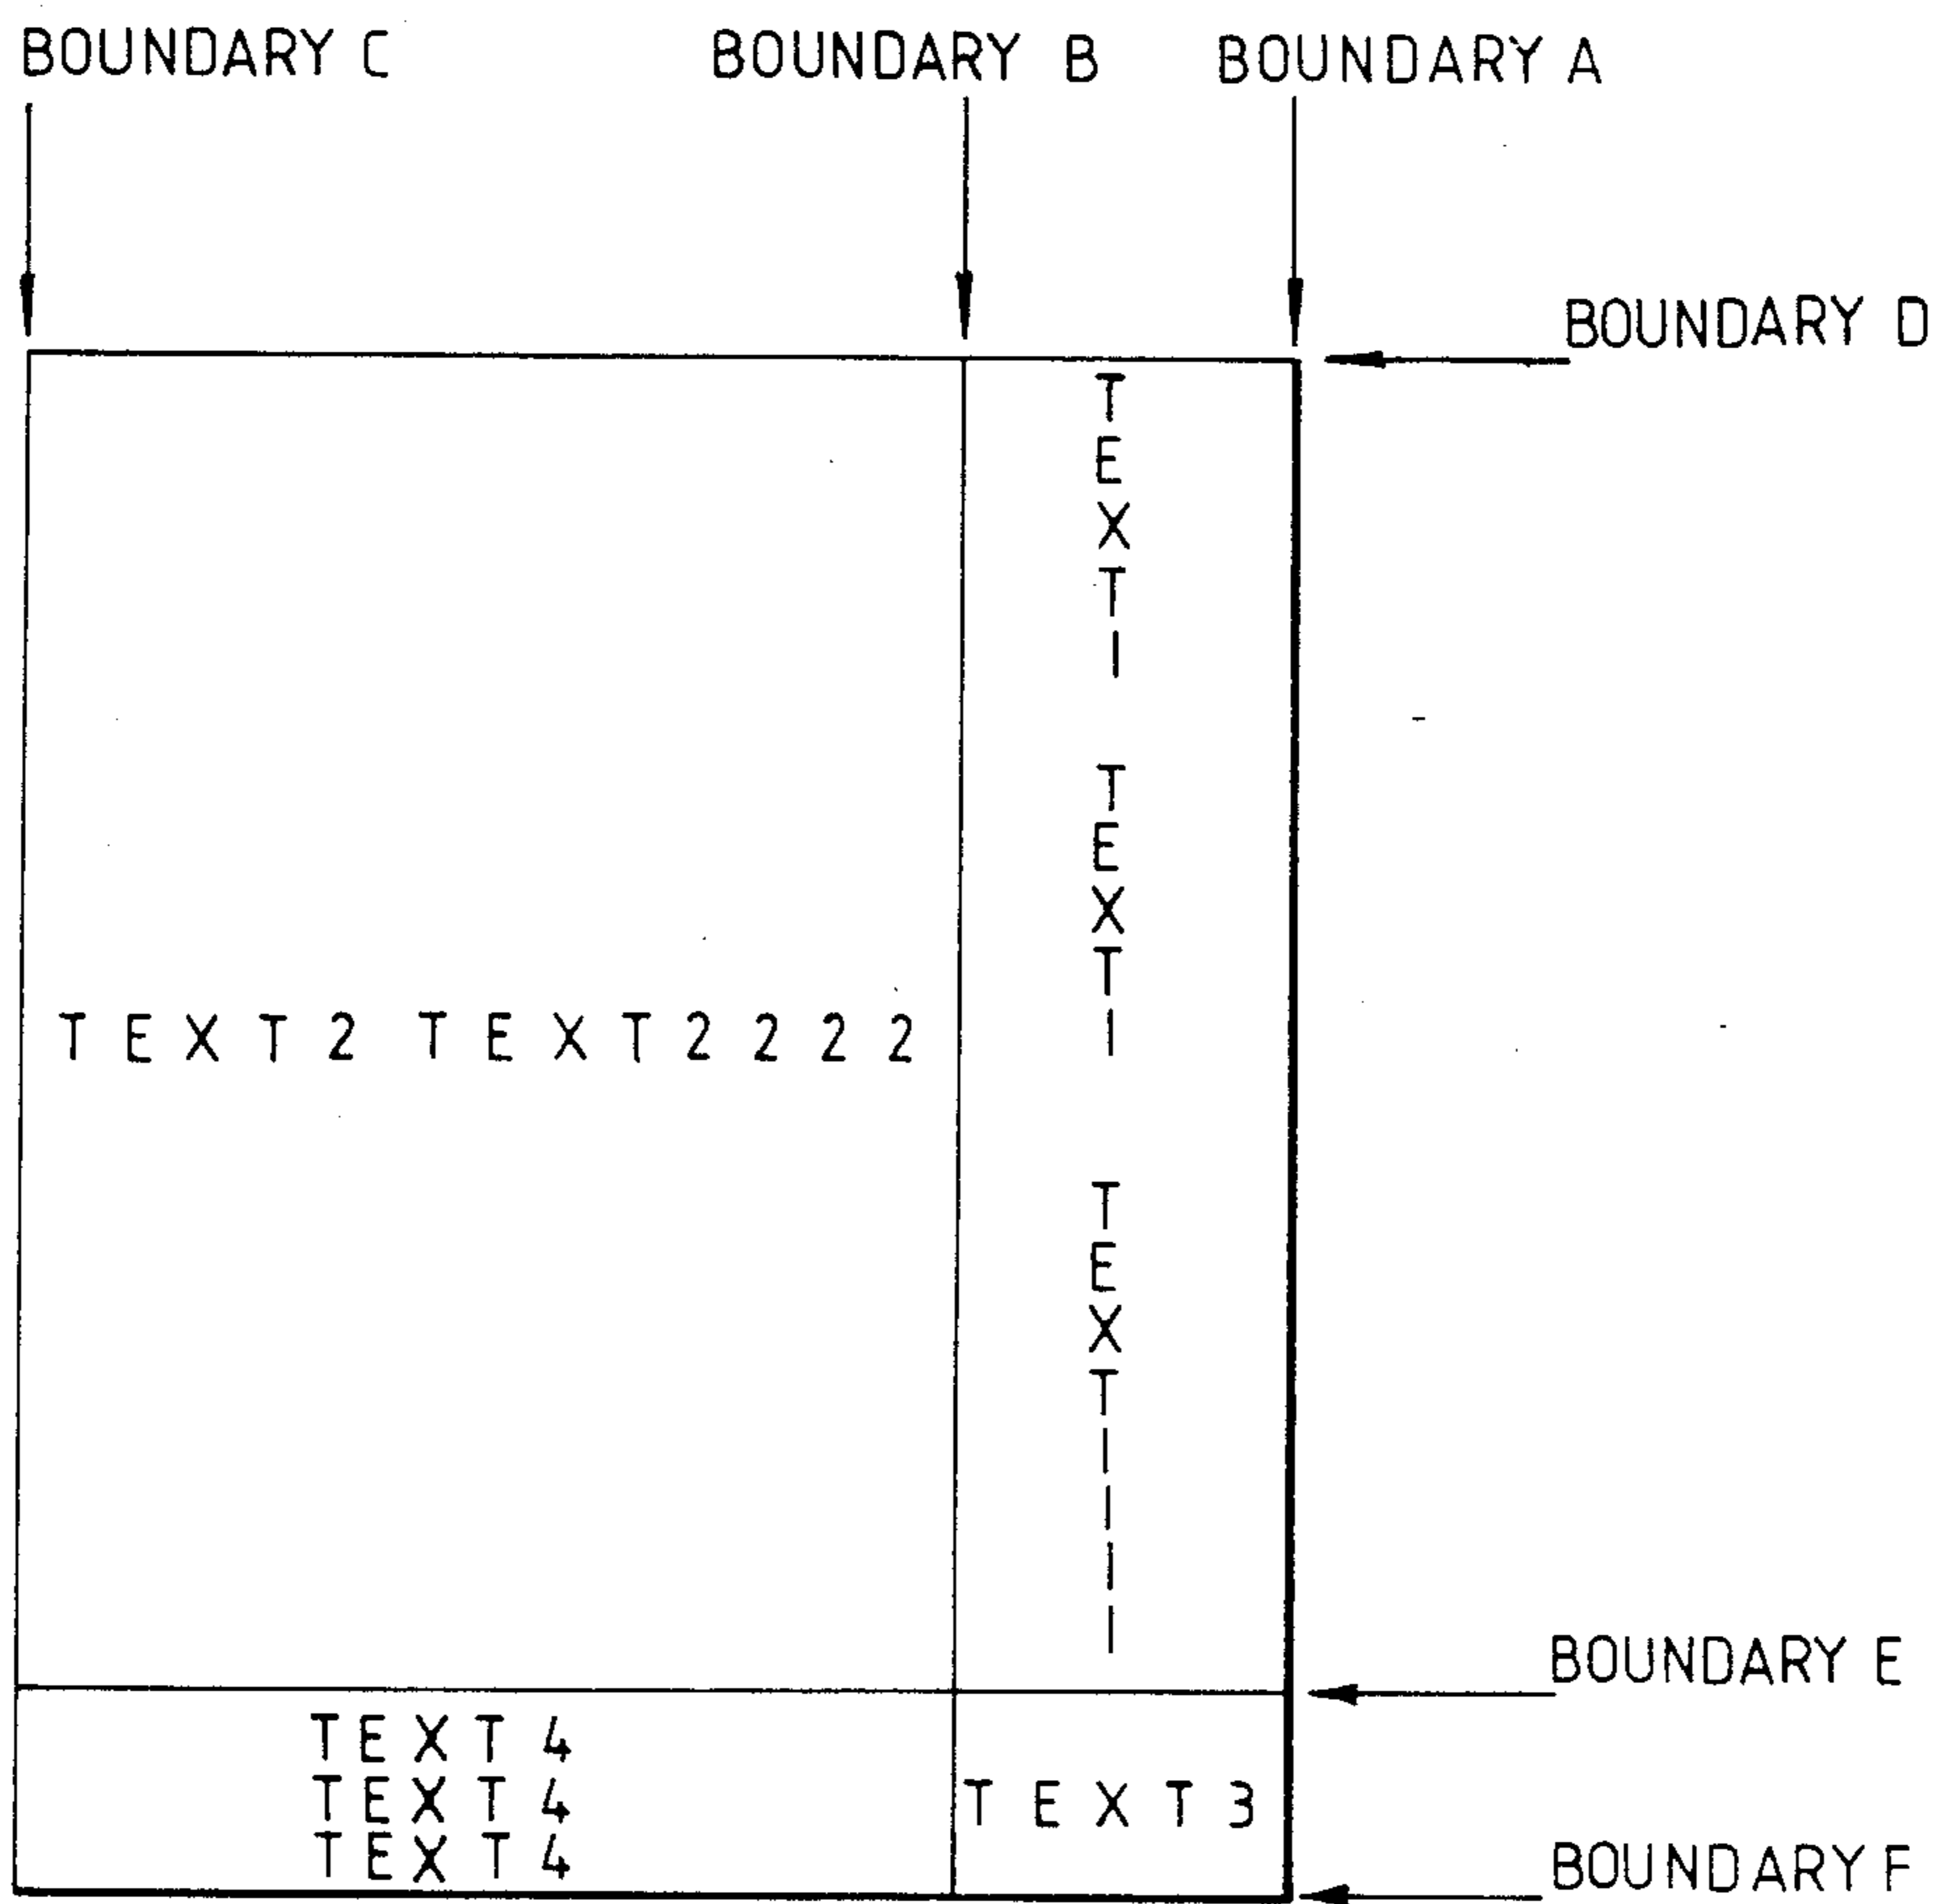 BOUNDARY C
BOUNDARY B
BOUNDARY A
BOUNDARY D
TEXT1
TEXT1
TEXT1111
TEXT2 TEXT2222
BOUNDARY E
TEXT4
TEXT4
TEXT4
TEXT3
BOUNDARY F